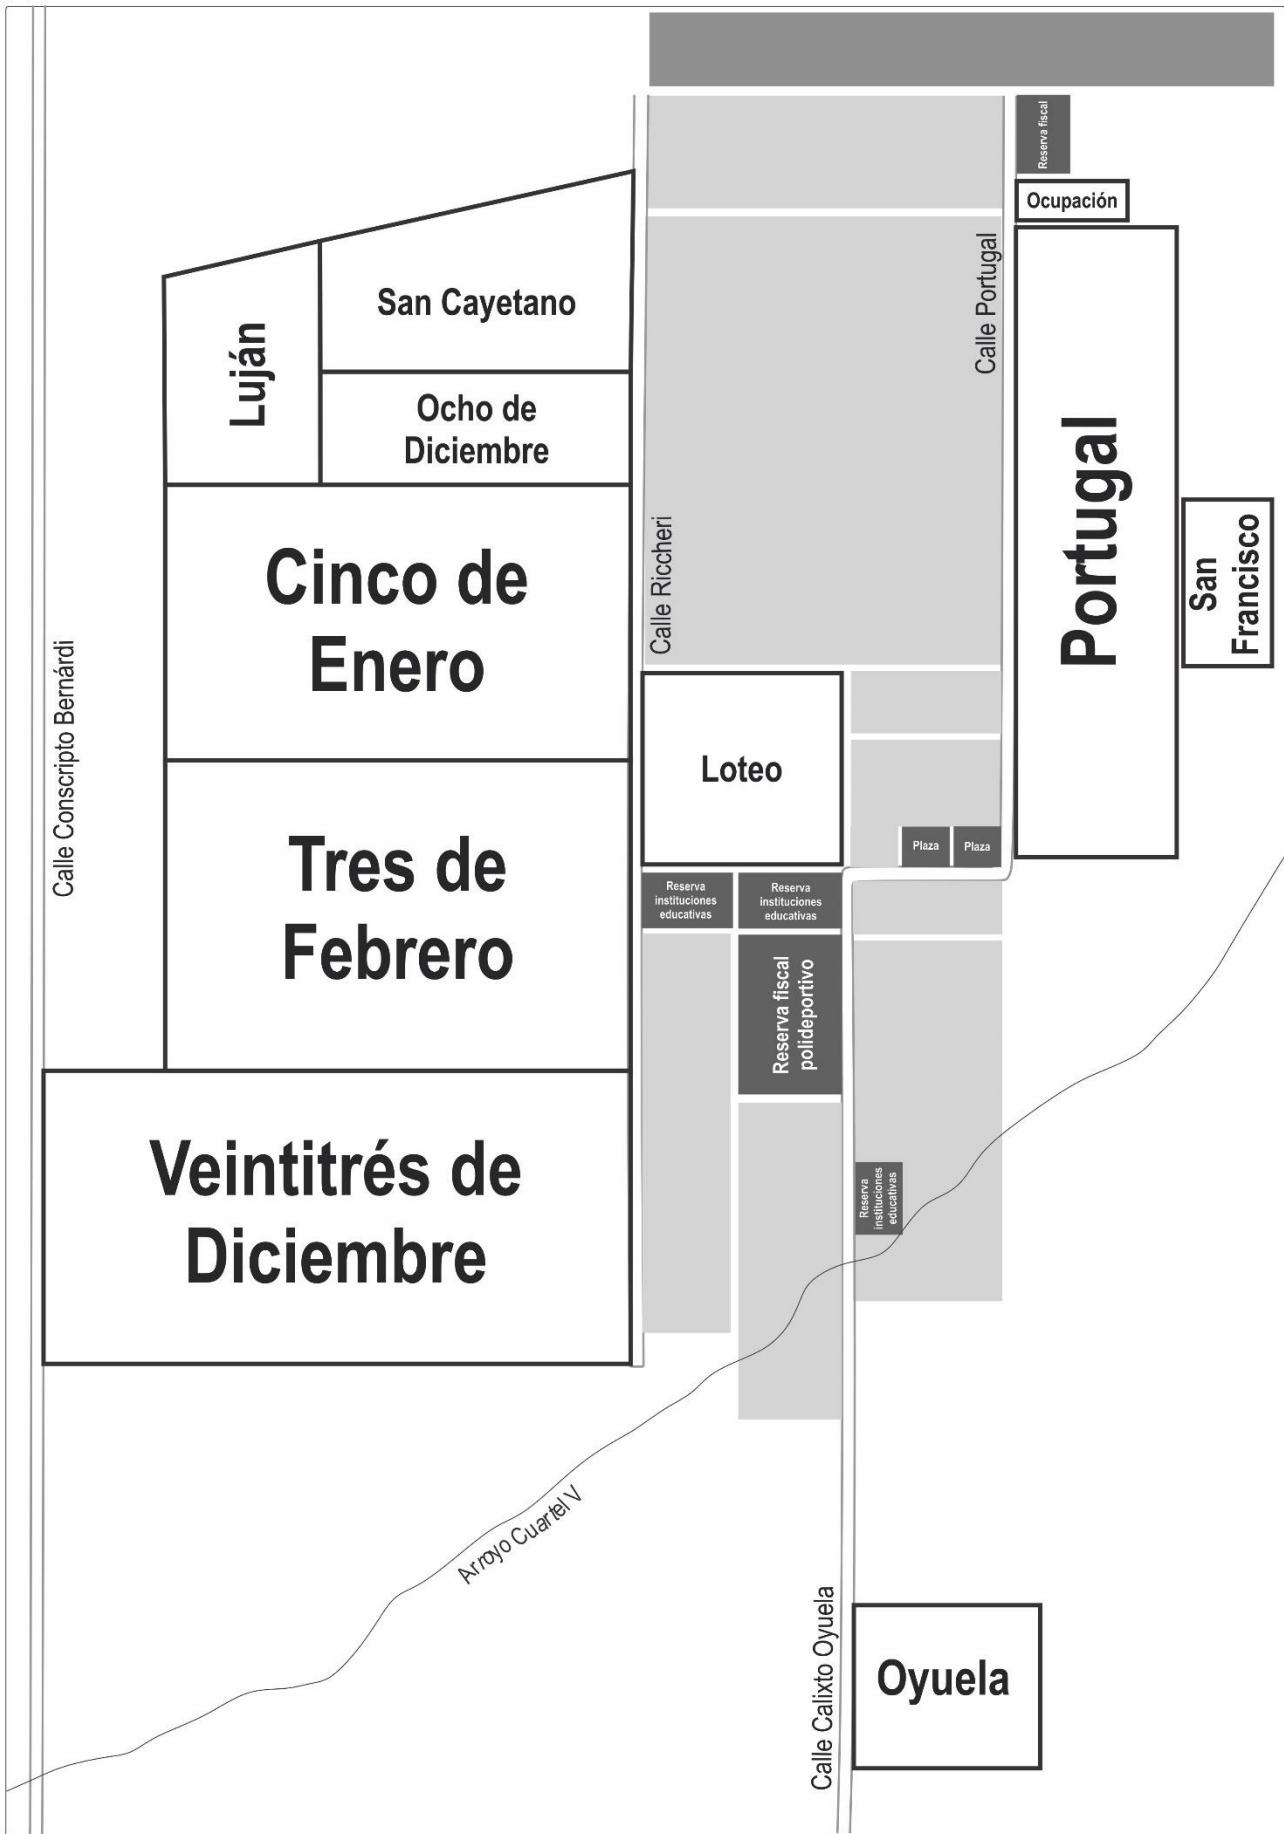 Reserva fiscal
Ocupación
Calle Portugal
San Cayetano
Luján
Ocho de
Diciembre
Portugal
San
Francisco
Calle Riccheri
Cinco de
Enero
Calle Conscripto Bernárdi
Loteo
Tres de
Febrero
Plaza
Plaza
Reserva
instituciones
educativas
Reserva
instituciones
educativas
Reserva fiscal
polideportivo
Veintitrés de
Diciembre
Reserva
instituciones
educativas
Arroyo Cuartel V
Calle Calixto Oyuela
Oyuela